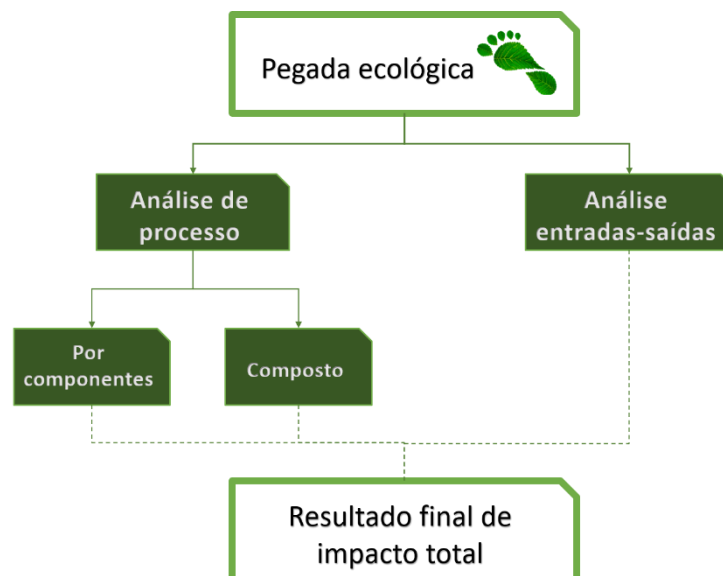 Pegada ecológica
Análise de
processo
Análise
entradas-saídas
Por
componentes
Composto
Resultado final de
impacto total